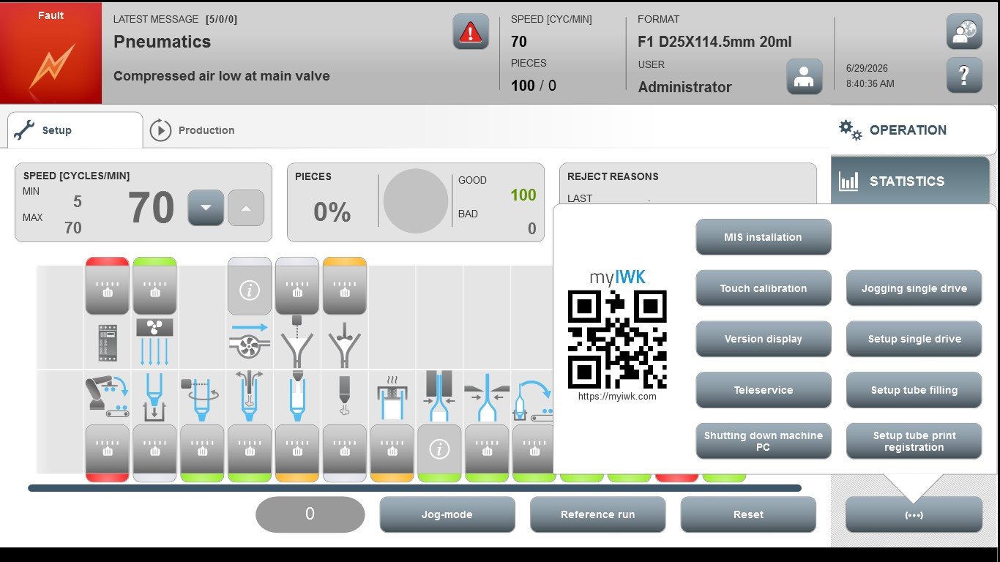 Fault
LATEST MESSAGE [5/0/0]
Pneumatics
Compressed air low at main valve
SPEED [CYC/MIN]
70
PIECES
100 / 0
FORMAT
F1 D25X114.5mm 20ml
USER
Administrator
6/29/2026
8:40:36 AM
?
Setup
Production
OPERATION
STATISTICS
SPEED [CYCLES/MIN]
MIN
5
MAX
70
70
PIECES
0%
GOOD
100
BAD
0
REJECT REASONS
LAST .
myIWK
https://myiwk.com
MIS installation
Touch calibration
Jogging single drive
Version display
Setup single drive
Teleservice
Setup tube filling
Shutting down machine
PC
Setup tube print
registration
0
Jog-mode
Reference run
Reset
(•••)